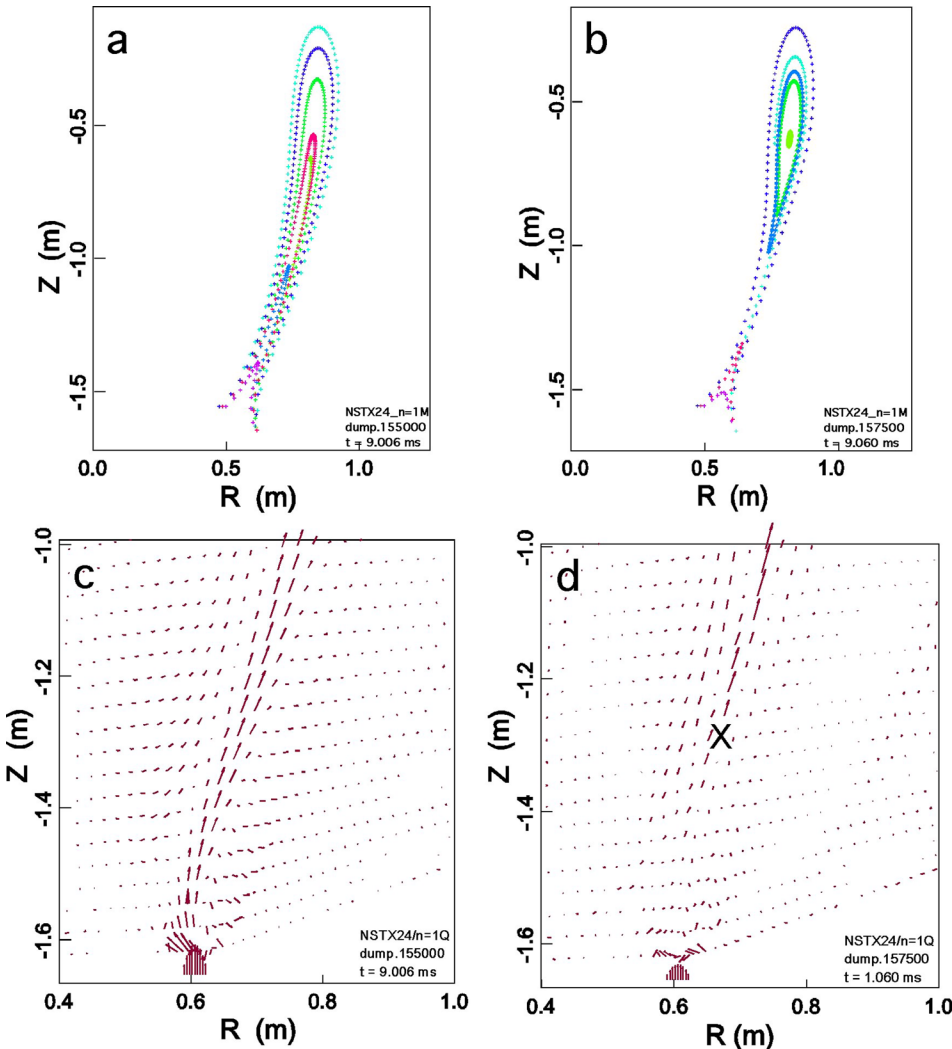 a
Z (m)
-0.5
-1.0
-1.5
NSTX24_n=1M
dump.155000
t = 9.006 ms
0.0
0.5
1.0
R (m)
b
Z (m)
-0.5
-1.0
-1.5
NSTX24_n=1M
dump.157500
t = 9.060 ms
0.0
0.5
1.0
R (m)
c
Z (m)
-1.0
-1.2
-1.4
-1.6
NSTX24/n=1Q
dump.155000
t = 9.006 ms
0.4
0.6
0.8
1.0
R (m)
d
X
Z (m)
-1.0
-1.2
-1.4
-1.6
NSTX24/n=1Q
dump.157500
t = 1.060 ms
0.4
0.6
0.8
1.0
R (m)